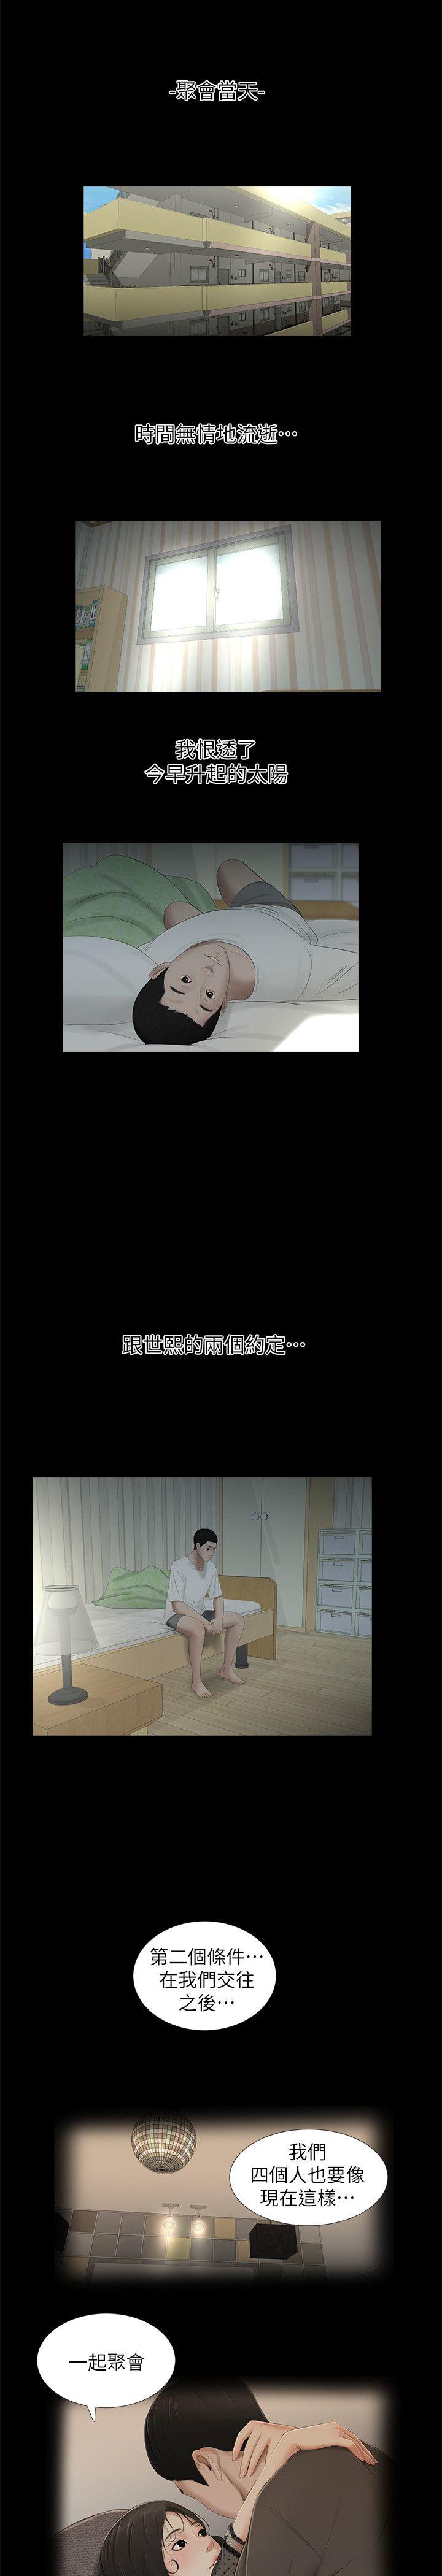 -聚會當天-
時間無情地流逝⋯
我恨透了
今早升起的太陽
跟世熙的兩個約定⋯
第二個條件⋯
在我們交往
之後⋯
我們
四個人也要像
現在這樣⋯
一起聚會